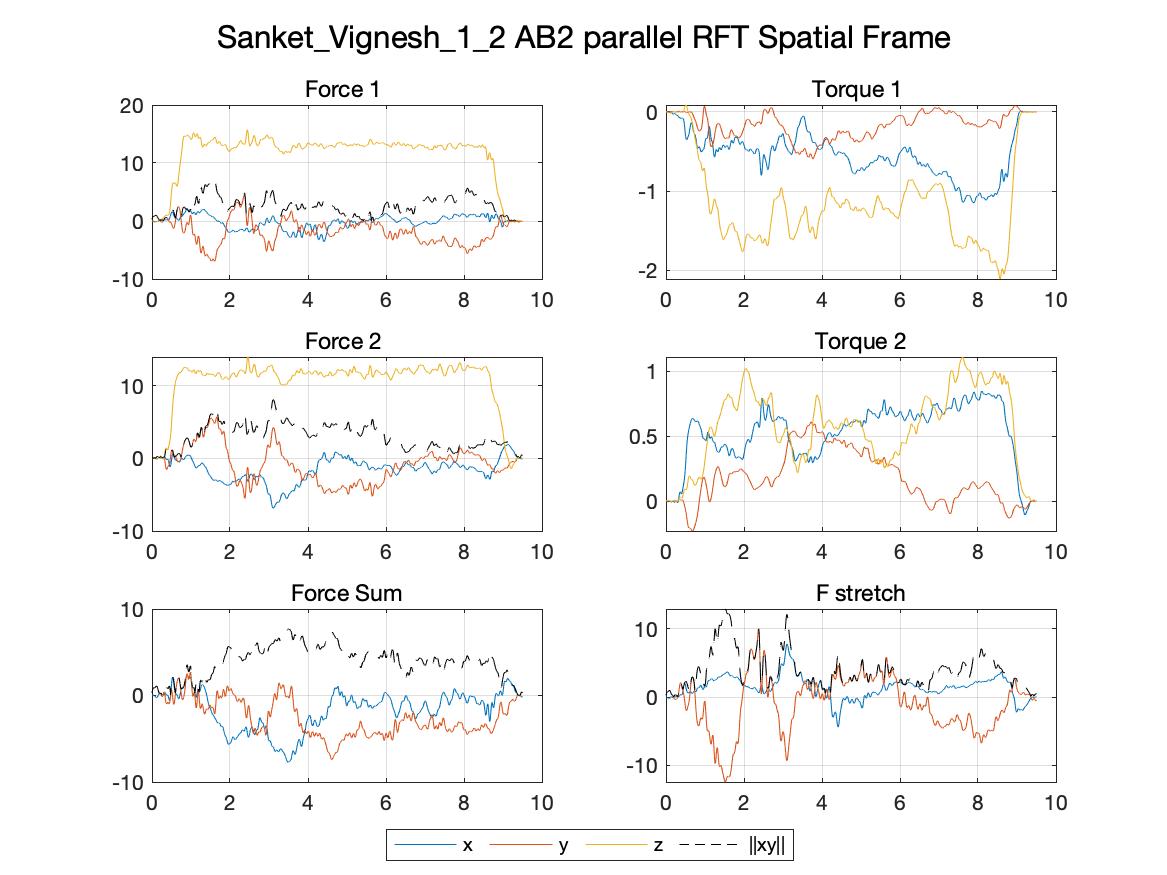 Sanket_Vignesh_1_2 AB2 parallel RFT Spatial Frame
Force 1
20
10
0
-10
0 2 4 6 8 10
Torque 1
0
-1
-2
0 2 4 6 8 10
Force 2
10
0
-10
0 2 4 6 8 10
Torque 2
1
0.5
0
0 2 4 6 8 10
Force Sum
10
0
-10
0 2 4 6 8 10
F stretch
10
0
-10
0 2 4 6 8 10
x y z ||xy||